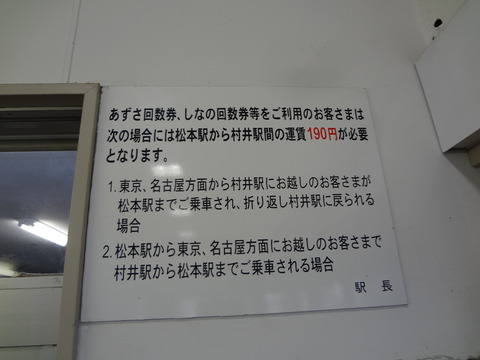 あずさ回数券、しなの回数券等をご利用のお客さまは
次の場合には松本駅から村井駅間の運賃190円が必要
となります。
1.東京、名古屋方面から村井駅にお越しのお客さまが
松本駅までご乗車され、折り返し村井駅に戻られる
場合
2.松本駅から東京、名古屋方面にお越しのお客さまで
村井駅から松本駅までご乗車される場合
駅 長